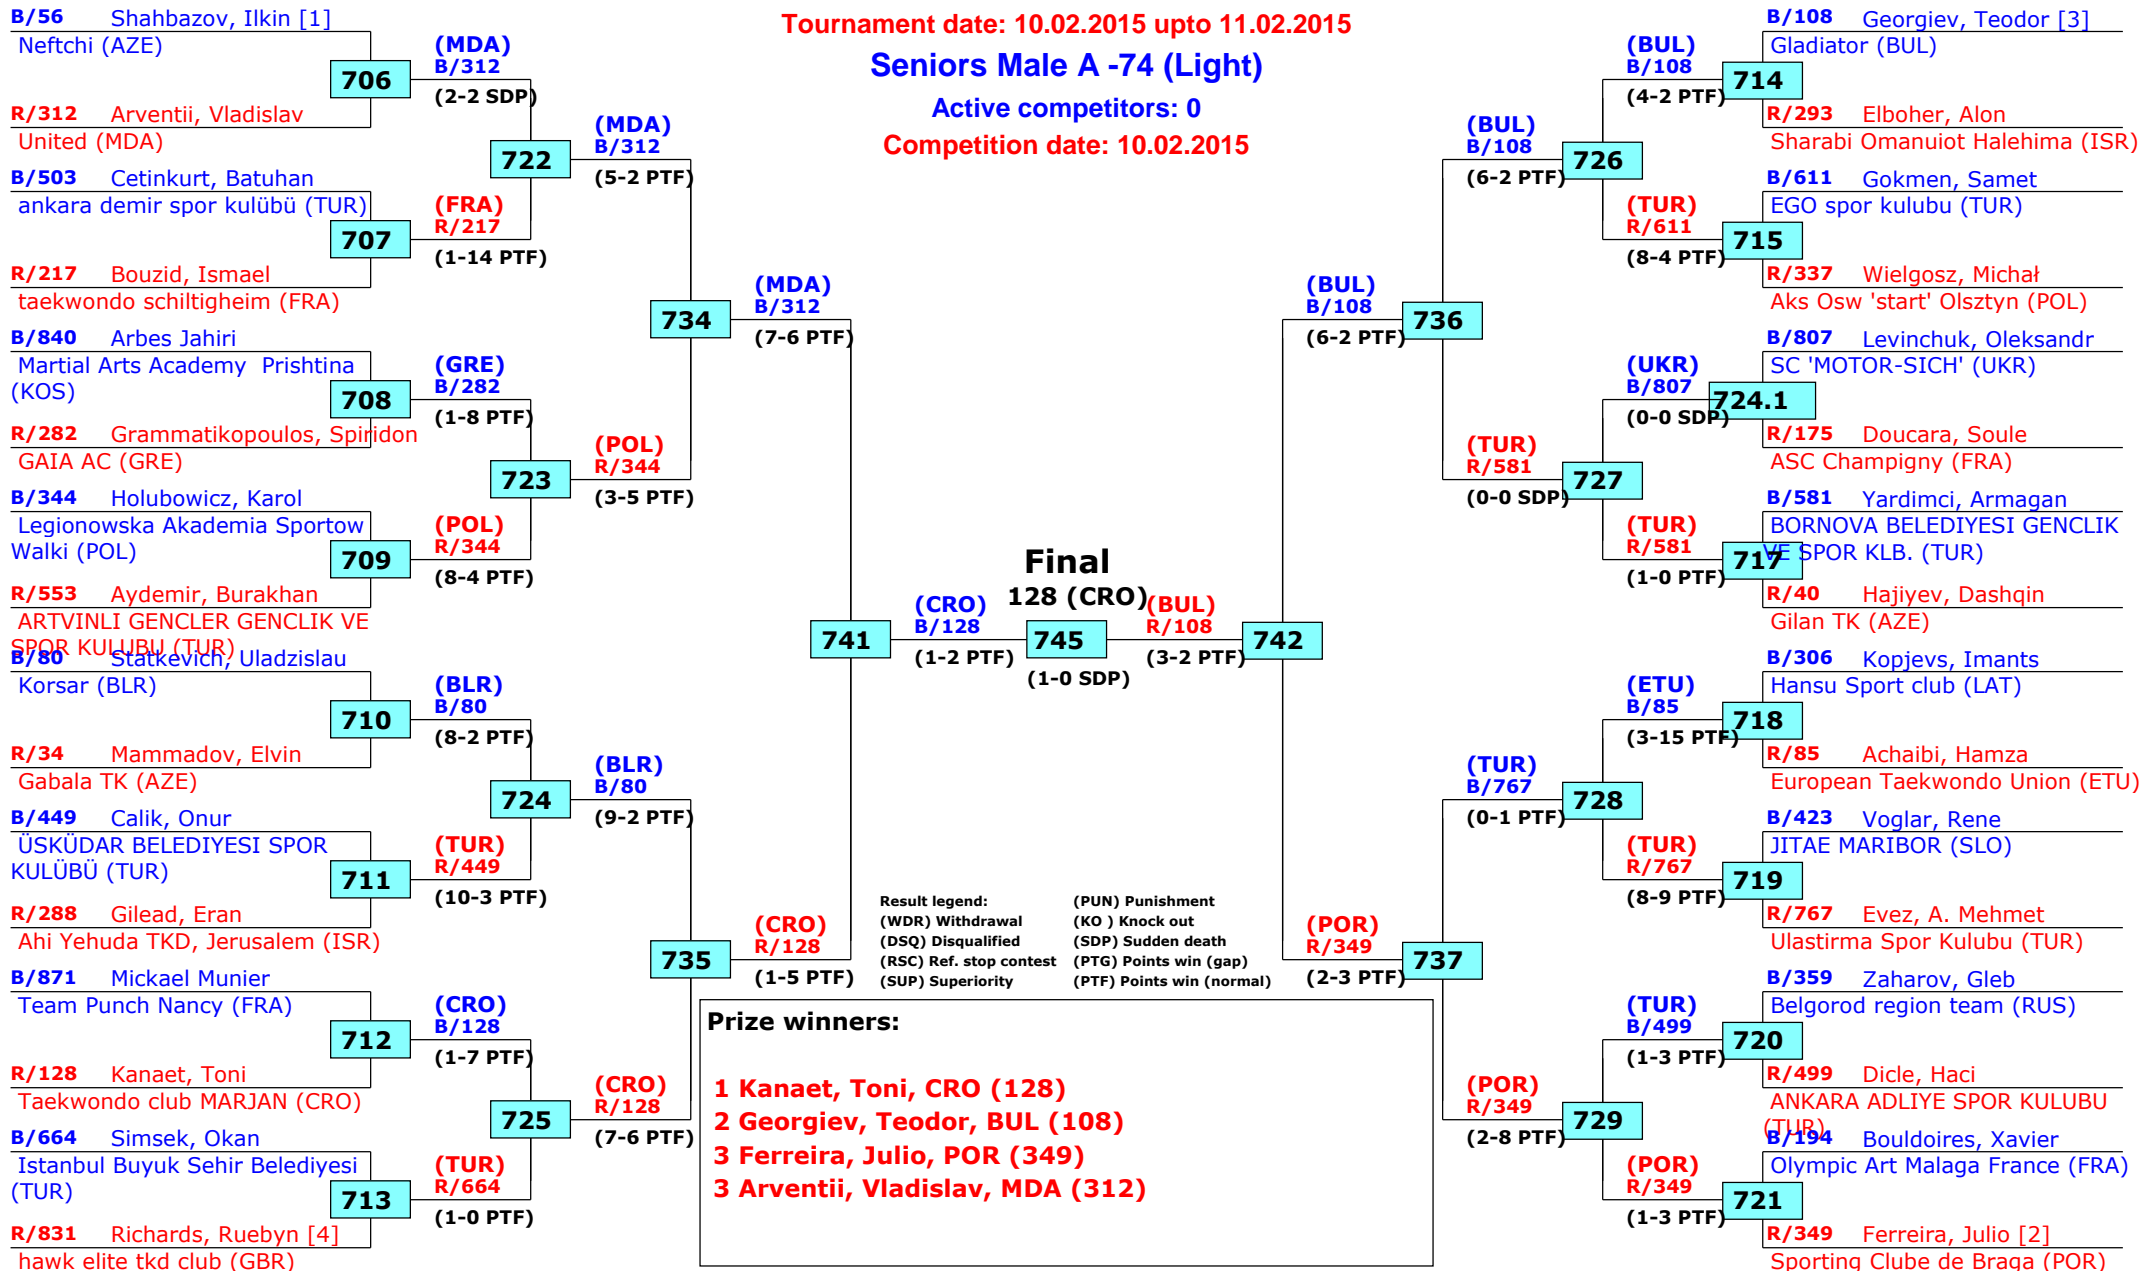 Tournament date: 10.02.2015 upto 11.02.2015
Seniors Male A -74 (Light)
Active competitors: 0
Competition date: 10.02.2015
B/56 Shahbazov, Ilkin [1]
Neftchi (AZE)
706
R/312 Arventii, Vladislav
United (MDA)
B/503 Cetinkurt, Batuhan
ankara demir spor kulübü (TUR)
707
R/217 Bouzid, Ismael
taekwondo schiltigheim (FRA)
B/840 Arbes Jahiri
Martial Arts Academy Prishtina
(KOS)
708
R/282 Grammatikopoulos, Spiridon
GAIA AC (GRE)
B/344 Holubowicz, Karol
Legionowska Akademia Sportow
Walki (POL)
709
R/553 Aydemir, Burakhan
ARTVINLI GENCLER GENCLIK VE
SPOR KULUBU (TUR)
B/80 Statkevich, Uladzislau
Korsar (BLR)
710
R/34 Mammadov, Elvin
Gabala TK (AZE)
B/449 Calik, Onur
ÜSKÜDAR BELEDIYESI SPOR
KULÜBÜ (TUR)
711
R/288 Gilead, Eran
Ahi Yehuda TKD, Jerusalem (ISR)
B/871 Mickael Munier
Team Punch Nancy (FRA)
712
R/128 Kanaet, Toni
Taekwondo club MARJAN (CRO)
B/664 Simsek, Okan
Istanbul Buyuk Sehir Belediyesi
(TUR)
713
R/831 Richards, Ruebyn [4]
hawk elite tkd club (GBR)
(MDA)
B/312
(2-2 SDP)
722
(FRA)
R/217
(1-14 PTF)
(GRE)
B/282
(1-8 PTF)
723
(POL)
R/344
(8-4 PTF)
(BLR)
B/80
(8-2 PTF)
724
(TUR)
R/449
(10-3 PTF)
(CRO)
B/128
(1-7 PTF)
725
(TUR)
R/664
(1-0 PTF)
(MDA)
B/312
(5-2 PTF)
734
(POL)
R/344
(3-5 PTF)
(BLR)
B/80
(9-2 PTF)
735
(CRO)
R/128
(7-6 PTF)
(MDA)
B/312
(7-6 PTF)
741
(CRO)
R/128
(1-5 PTF)
(CRO)
B/128
(1-2 PTF)
Final
128 (CRO)
745
(1-0 SDP)
(BUL)
R/108
(3-2 PTF)
742
(BUL)
B/108
(6-2 PTF)
736
(POR)
R/349
(2-3 PTF)
737
(BUL)
B/108
(6-2 PTF)
726
(TUR)
R/581
(0-0 SDP)
727
(TUR)
B/767
(0-1 PTF)
728
(POR)
R/349
(2-8 PTF)
729
(BUL)
B/108
(4-2 PTF)
(TUR)
R/611
(8-4 PTF)
(UKR)
B/807
(0-0 SDP)
(TUR)
R/581
(1-0 PTF)
(ETU)
B/85
(3-15 PTF)
(TUR)
R/767
(8-9 PTF)
(TUR)
B/499
(1-3 PTF)
(POR)
R/349
(1-3 PTF)
B/108 Georgiev, Teodor [3]
Gladiator (BUL)
714
R/293 Elboher, Alon
Sharabi Omanuiot Halehima (ISR)
B/611 Gokmen, Samet
EGO spor kulubu (TUR)
715
R/337 Wielgosz, Michał
Aks Osw 'start' Olsztyn (POL)
B/807 Levinchuk, Oleksandr
SC 'MOTOR-SICH' (UKR)
724.1
R/175 Doucara, Soule
ASC Champigny (FRA)
B/581 Yardimci, Armagan
BORNOVA BELEDIYESI GENCLIK
VE SPOR KLB. (TUR)
717
R/40 Hajiyev, Dashqin
Gilan TK (AZE)
B/306 Kopjevs, Imants
Hansu Sport club (LAT)
718
R/85 Achaibi, Hamza
European Taekwondo Union (ETU)
B/423 Voglar, Rene
JITAE MARIBOR (SLO)
719
R/767 Evez, A. Mehmet
Ulastirma Spor Kulubu (TUR)
B/359 Zaharov, Gleb
Belgorod region team (RUS)
720
R/499 Dicle, Haci
ANKARA ADLIYE SPOR KULUBU
(TUR)
B/194 Bouldoires, Xavier
Olympic Art Malaga France (FRA)
721
R/349 Ferreira, Julio [2]
Sporting Clube de Braga (POR)
Result legend:
(WDR) Withdrawal
(DSQ) Disqualified
(RSC) Ref. stop contest
(SUP) Superiority
(PUN) Punishment
(KO ) Knock out
(SDP) Sudden death
(PTG) Points win (gap)
(PTF) Points win (normal)
Prize winners:
1 Kanaet, Toni, CRO (128)
2 Georgiev, Teodor, BUL (108)
3 Ferreira, Julio, POR (349)
3 Arventii, Vladislav, MDA (312)